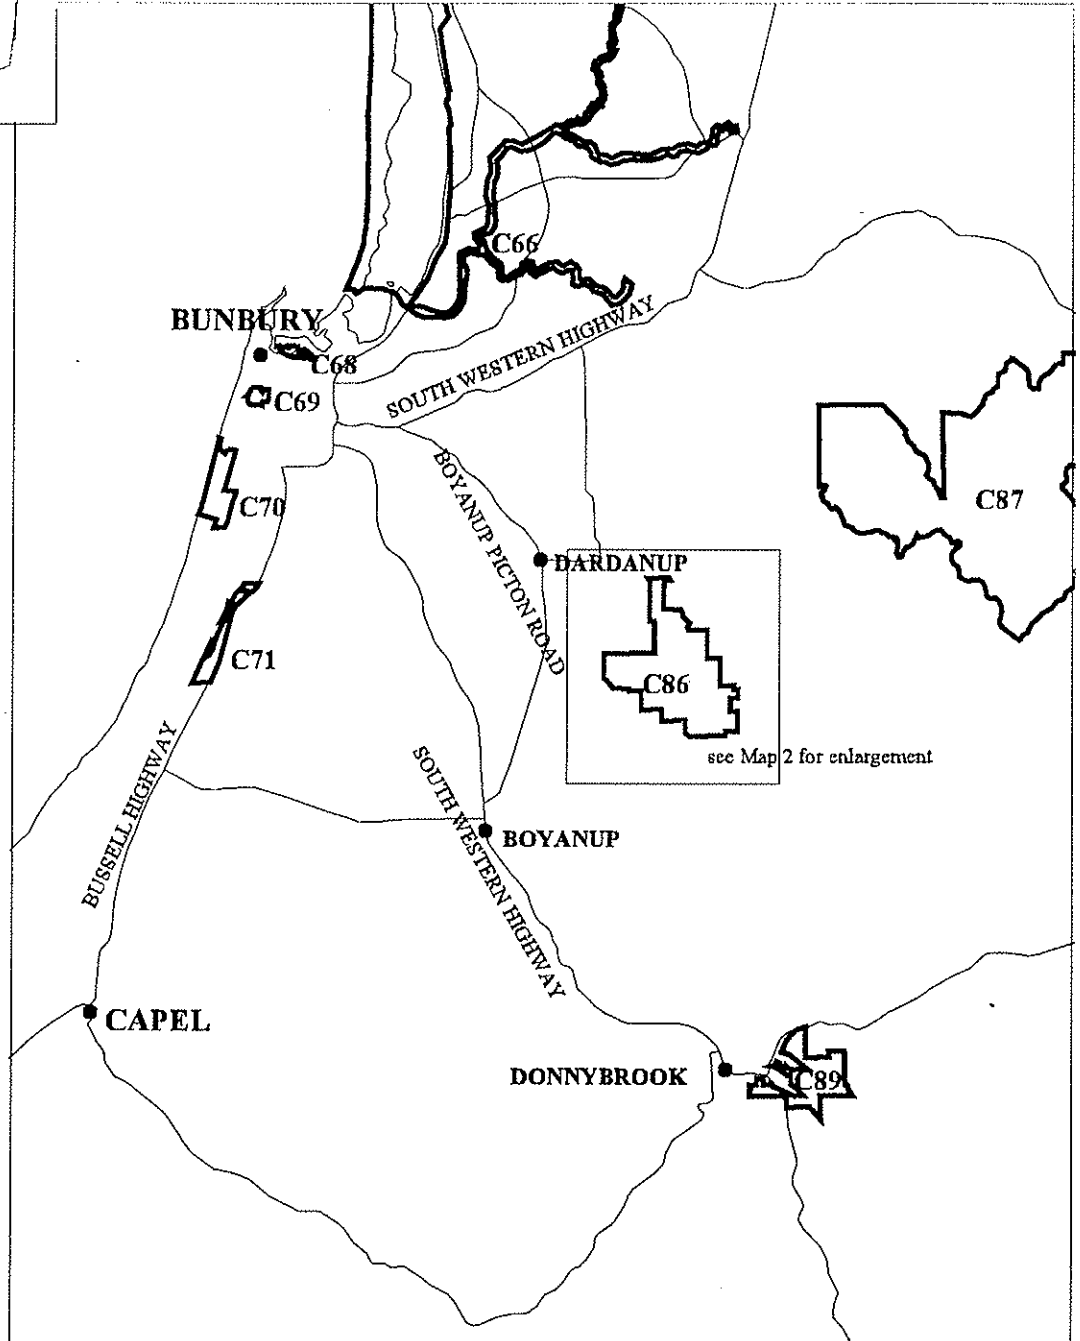 C66
BUNBURY
C68
SOUTH WESTERN HIGHWAY
C69
BOYANUP PICTON ROAD
C87
C70
DARDANUP
C71
C86
see Map 2 for enlargement
BUSSELL HIGHWAY
SOUTH WESTERN HIGHWAY
BOYANUP
CAPEL
DONNYBROOK
C89